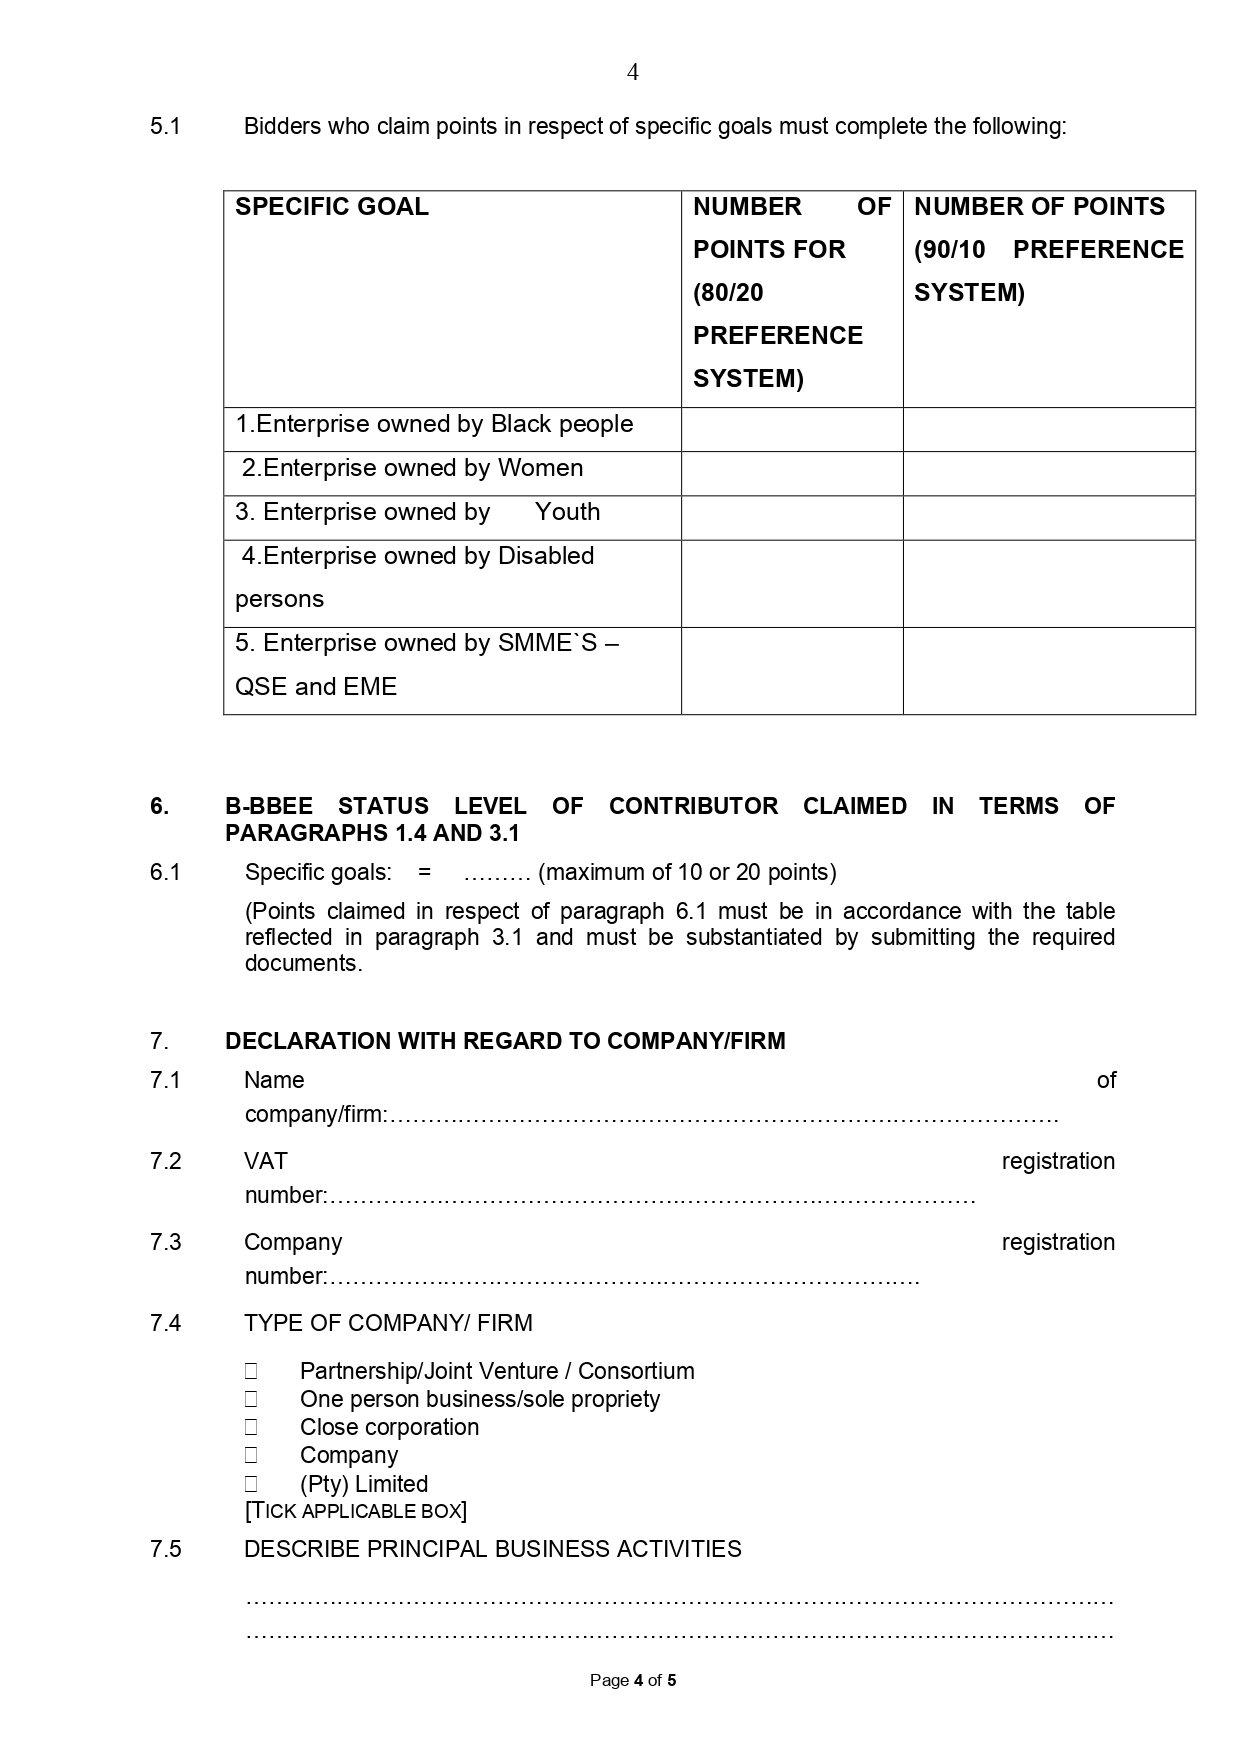 4
5.1 Bidders who claim points in respect of specific goals must complete the following:
SPECIFIC GOAL
NUMBER OF
POINTS FOR
(80/20
PREFERENCE
SYSTEM)
NUMBER OF POINTS
(90/10 PREFERENCE
SYSTEM)
1.Enterprise owned by Black people
2.Enterprise owned by Women
3. Enterprise owned by Youth
4.Enterprise owned by Disabled
persons
5. Enterprise owned by SMME`S –
QSE and EME
6. B-BBEE STATUS LEVEL OF CONTRIBUTOR CLAIMED IN TERMS OF
PARAGRAPHS 1.4 AND 3.1
6.1 Specific goals: = ……… (maximum of 10 or 20 points)
(Points claimed in respect of paragraph 6.1 must be in accordance with the table
reflected in paragraph 3.1 and must be substantiated by submitting the required
documents.
7. DECLARATION WITH REGARD TO COMPANY/FIRM
7.1 Name of
company/firm:…………………………………………………………………………….
7.2 VAT registration
number:………………………………………………………………………….
7.3 Company registration
number:…………………………………………………………………….
7.4 TYPE OF COMPANY/ FIRM
□ Partnership/Joint Venture / Consortium
□ One person business/sole propriety
□ Close corporation
□ Company
□ (Pty) Limited
[TICK APPLICABLE BOX]
7.5 DESCRIBE PRINCIPAL BUSINESS ACTIVITIES
……………………………………………………………………………………………………
……………………………………………………………………………………………………
Page 4 of 5